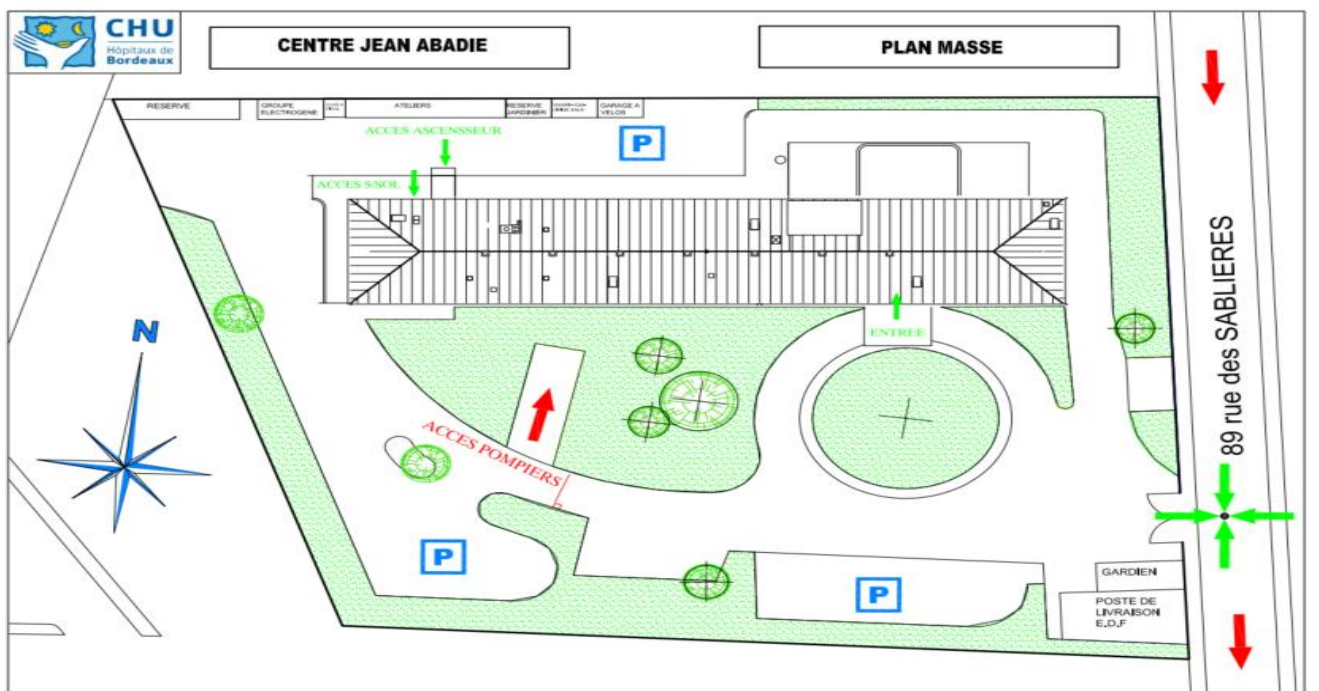 CHU
Hôpitaux de
Bordeaux
CENTRE JEAN ABADIE
PLAN MASSE
RESERVE
GROUPE
ELECTROGENE
ATELIERS
RESERVE
JARDINIER
GARAGE A
VELOS
P
ACCES ASCENSSEUR
ACCES S/SOL
89 rue des SABLIERES
N
ENTREE
ACCES POMPIERS
P
P
GARDIEN
POSTE DE
LIVRAISON
E.D.F